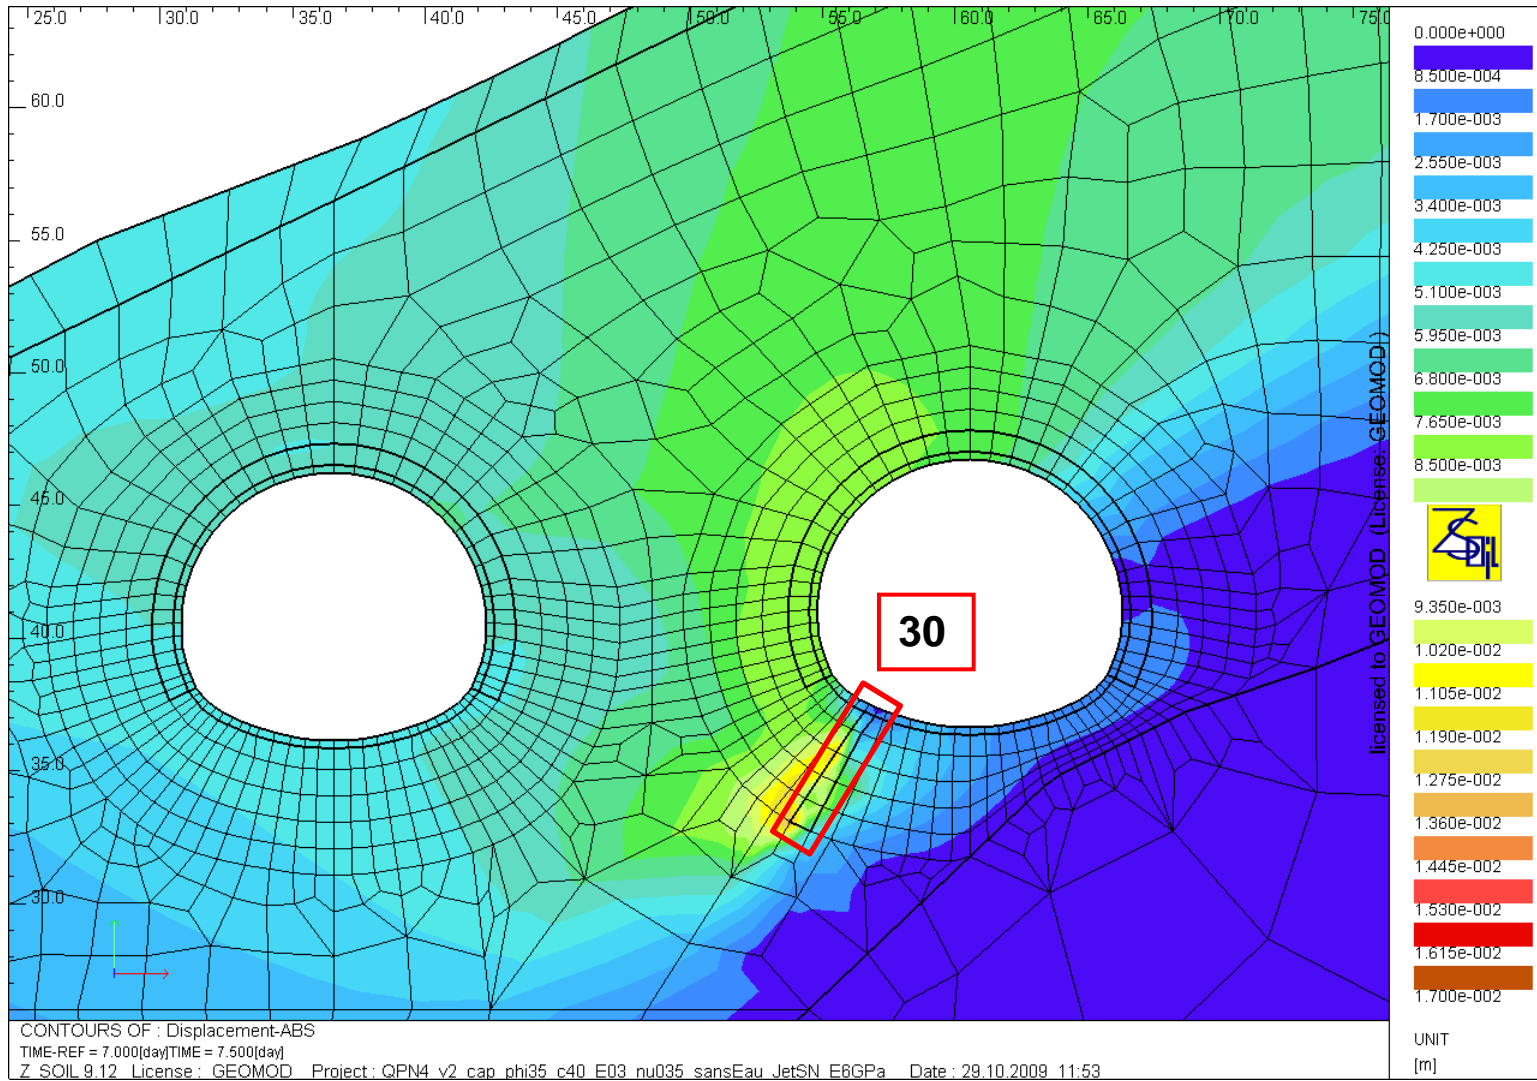 25.0 30.0 35.0 40.0 45.0 50.0 55.0 60.0 65.0 70.0 75.0
60.0
55.0
50.0
45.0
40.0
35.0
30.0
30
licensed to GEOMOD (License: GEOMOD)
0.000e+000
8.500e-004
1.700e-003
2.550e-003
3.400e-003
4.250e-003
5.100e-003
5.950e-003
6.800e-003
7.650e-003
8.500e-003
ZSoil
9.350e-003
1.020e-002
1.105e-002
1.190e-002
1.275e-002
1.360e-002
1.445e-002
1.530e-002
1.615e-002
1.700e-002
UNIT
[m]
CONTOURS OF : Displacement-ABS
TIME-REF = 7.000[day]TIME = 7.500[day]
Z_SOIL 9.12 License : GEOMOD Project : QPN4_v2_cap_phi35_c40_E03_nu035_sansEau_JetSN_E6GPa Date : 29.10.2009 11:53